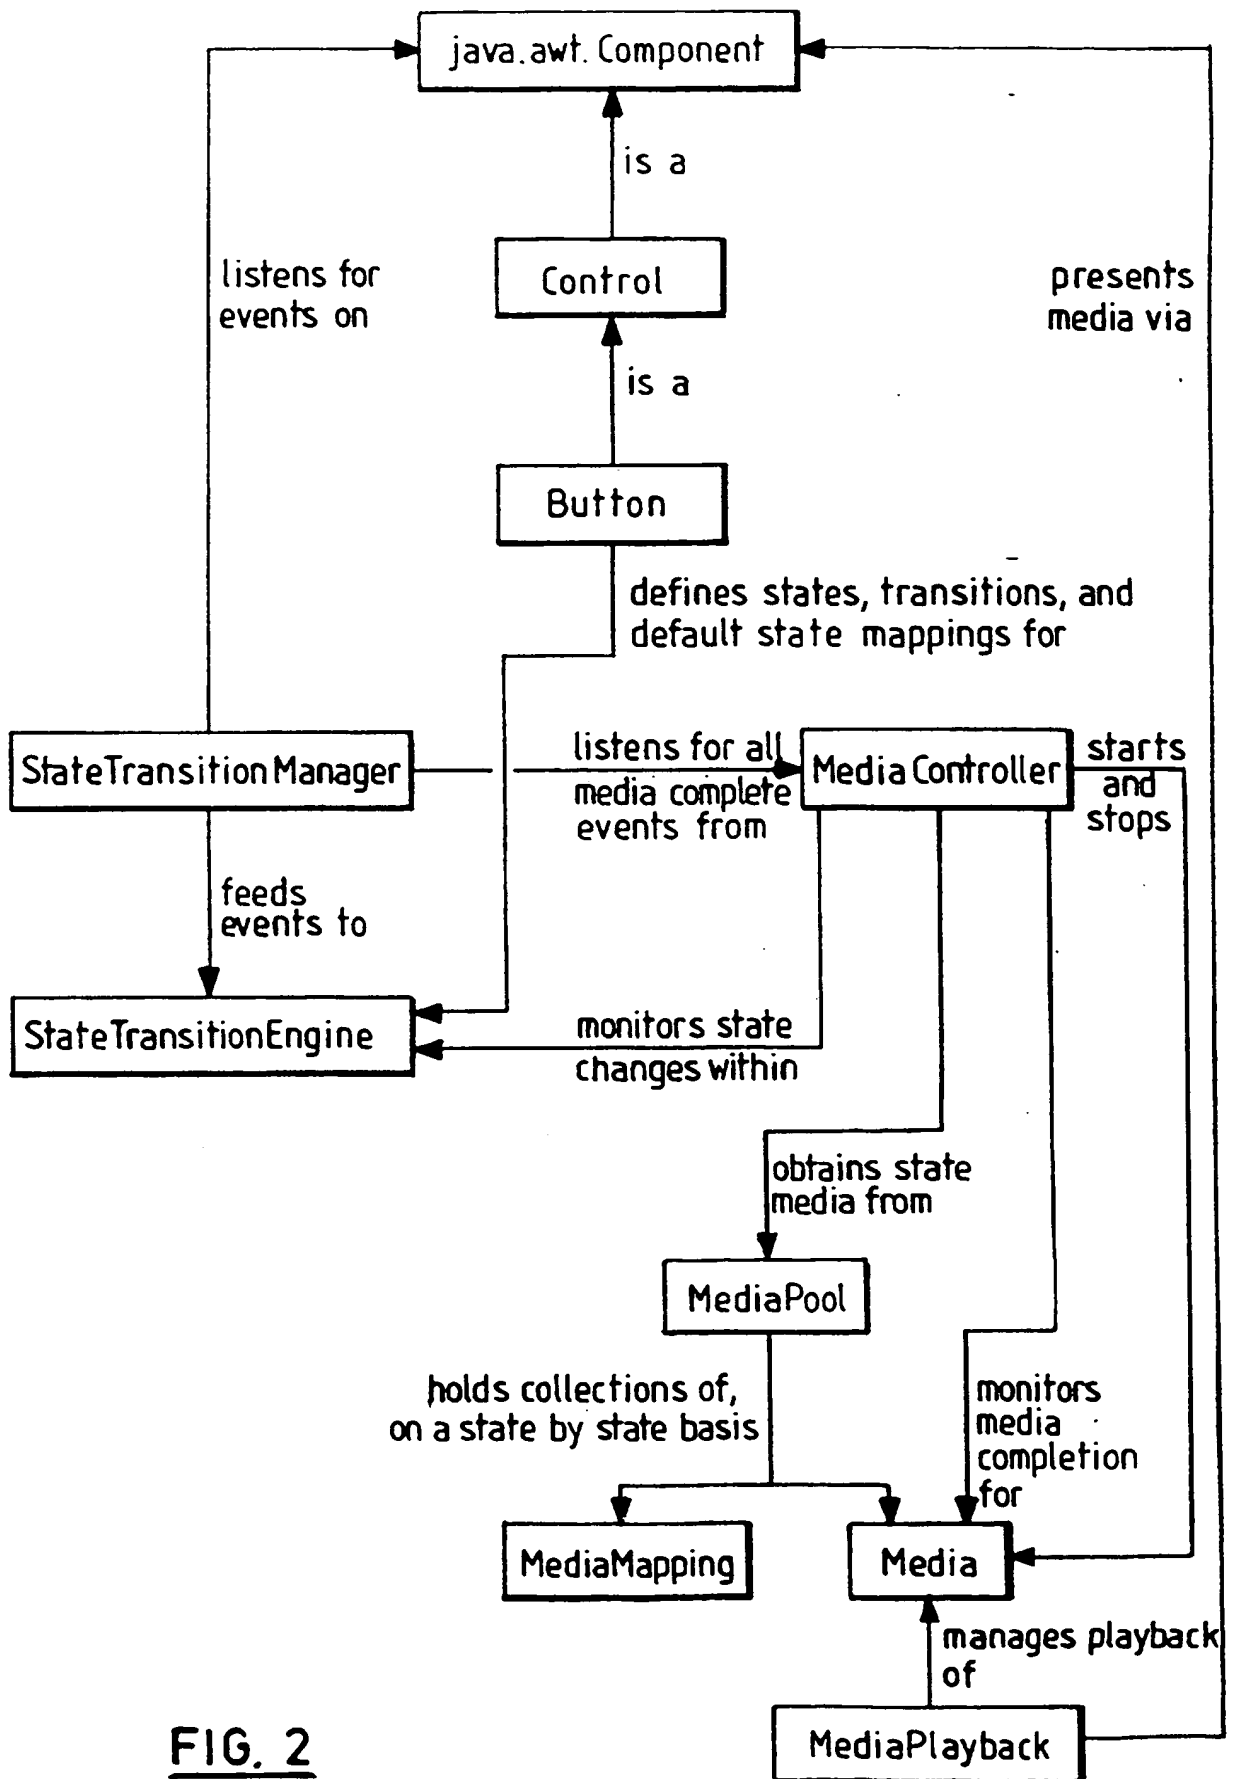 java.awt.Component
is a
listens for
events on
Control
presents
media via
is a
Button
defines states, transitions, and
default state mappings for
StateTransitionManager
listens for all
media complete
events from
MediaController
starts
and
stops
feeds
events to
StateTransitionEngine
monitors state
changes within
obtains state
media from
MediaPool
holds collections of,
on a state by state basis
monitors
media
completion
for
MediaMapping
Media
manages playback
of
MediaPlayback
FIG. 2